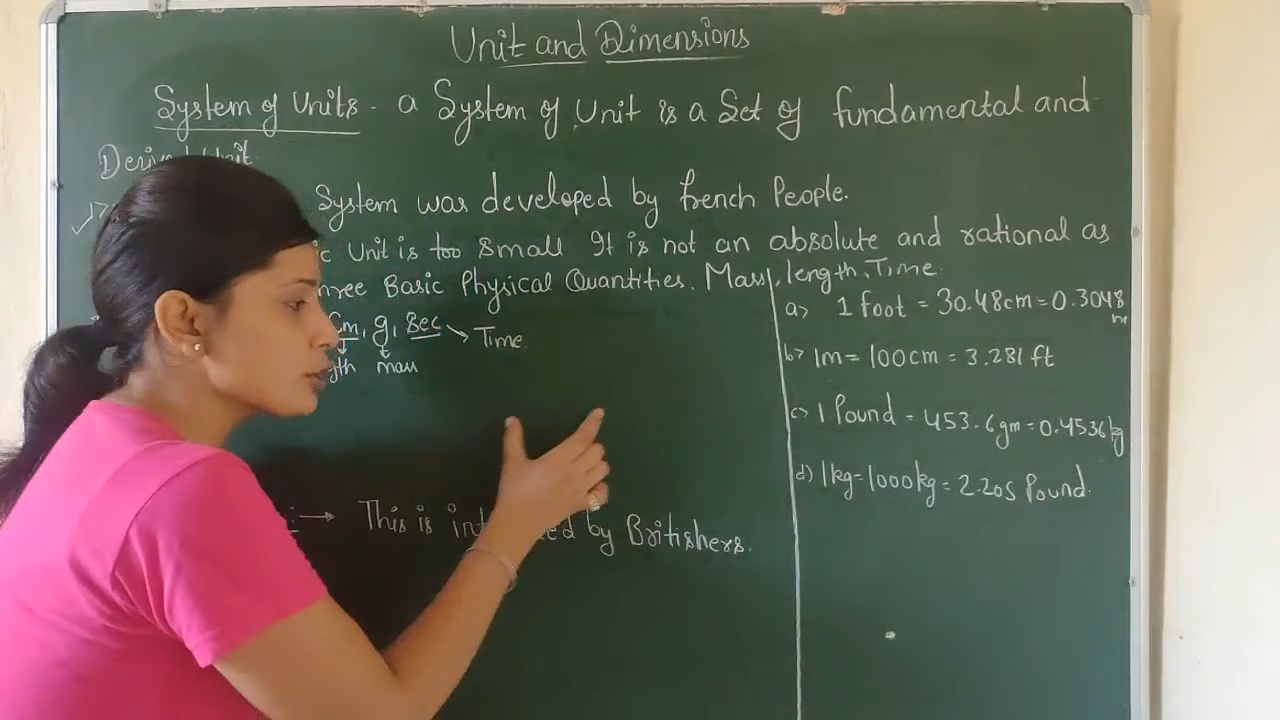 Unit and Dimensions
System of Units - a System of Unit is a Set of fundamental and
Derived Unit
System was developed by french People.
Unit is too small It is not an absolute and rational as
Basic Physical Quantities. Mass, length, Time.
Cm, g, Sec → Time
mass
→ This is by Britishers.
a> 1 foot = 30.48cm = 0.3048 m
b> 1m = 100cm = 3.281 ft
c> 1 Pound = 453.6gm = 0.4536kg
d) 1kg = 1000kg = 2.205 Pound.